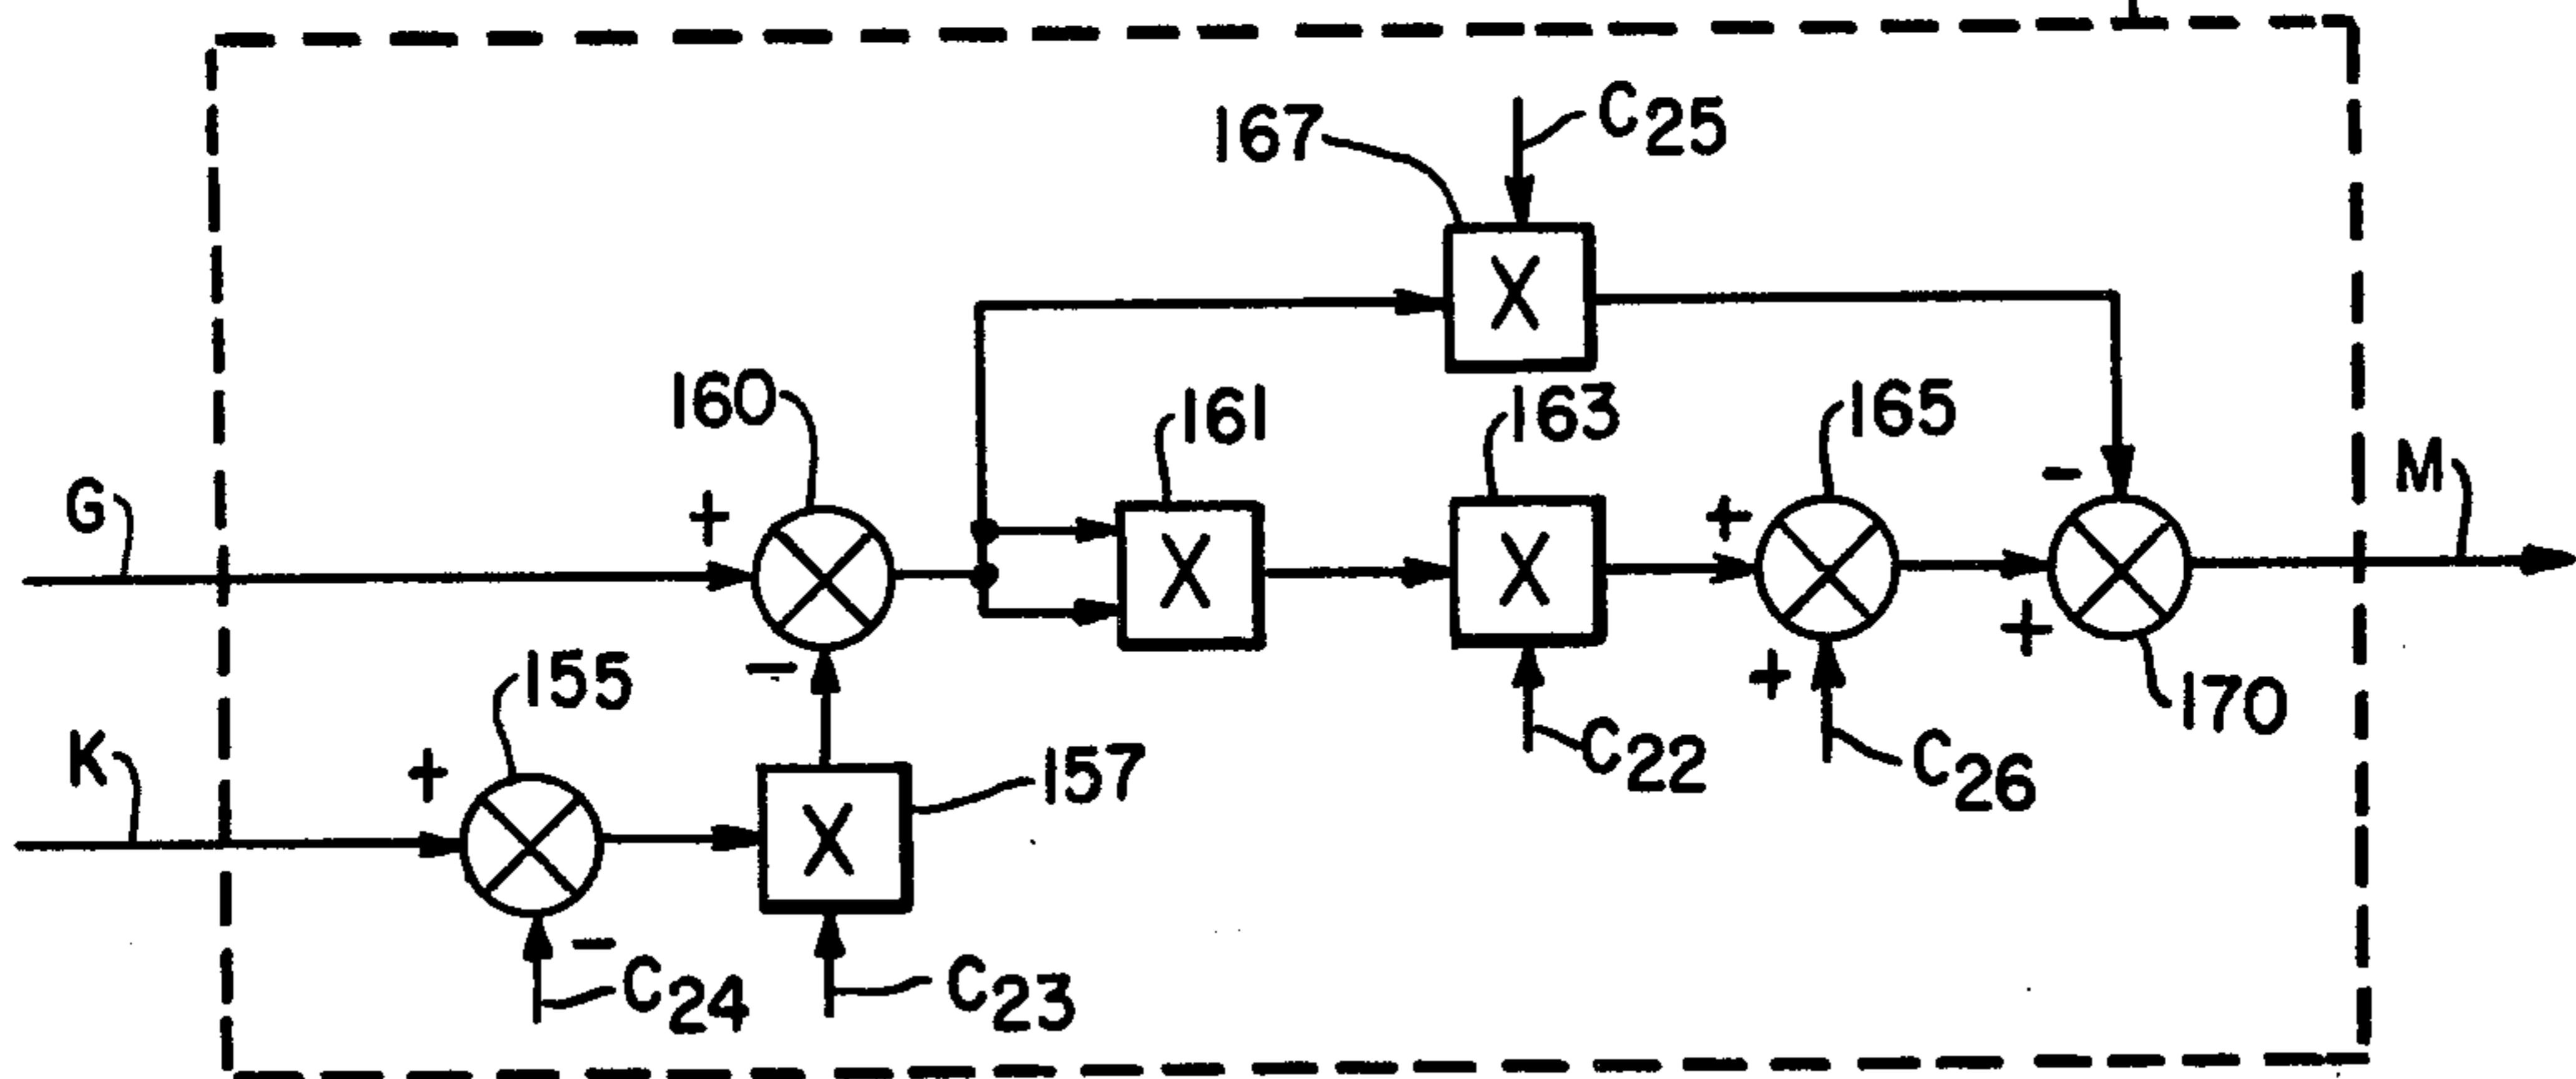 167
C25
X
160
161
163
165
G
+
X
X
+
-
M
-
+
+
170
155
K
+
157
X
C22
C26
-
C24
C23